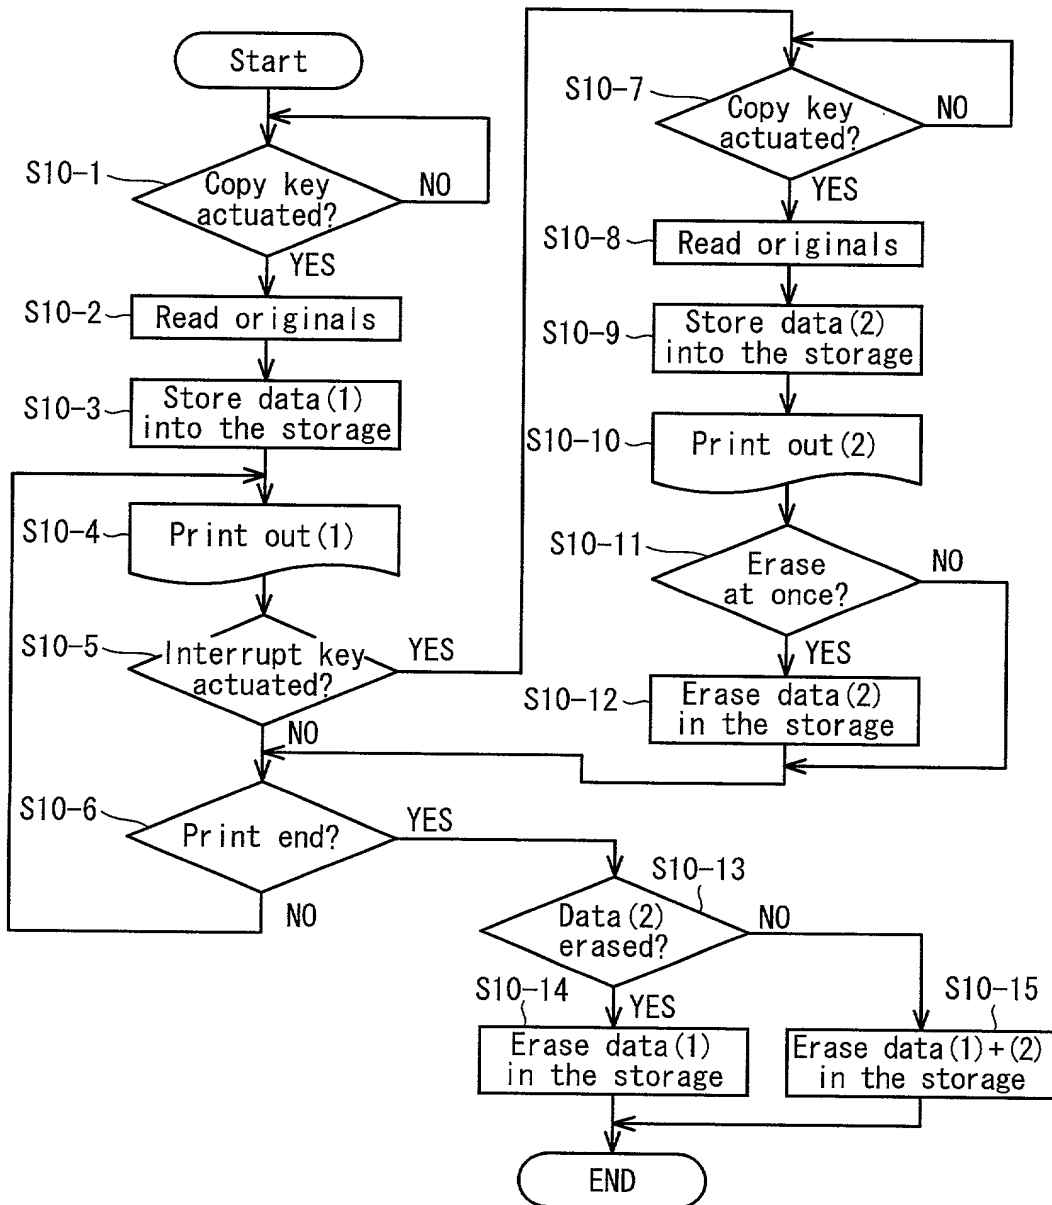 Start
S10-1
Copy key
actuated?
NO
YES
S10-2
Read originals
S10-3
Store data(1)
into the storage
S10-4
Print out(1)
S10-5
Interrupt key
actuated?
YES
NO
S10-6
Print end?
YES
NO
S10-7
Copy key
actuated?
NO
YES
S10-8
Read originals
S10-9
Store data(2)
into the storage
S10-10
Print out(2)
S10-11
Erase
at once?
NO
YES
S10-12
Erase data(2)
in the storage
S10-13
Data(2)
erased?
NO
YES
S10-14
Erase data(1)
in the storage
S10-15
Erase data(1)+(2)
in the storage
END